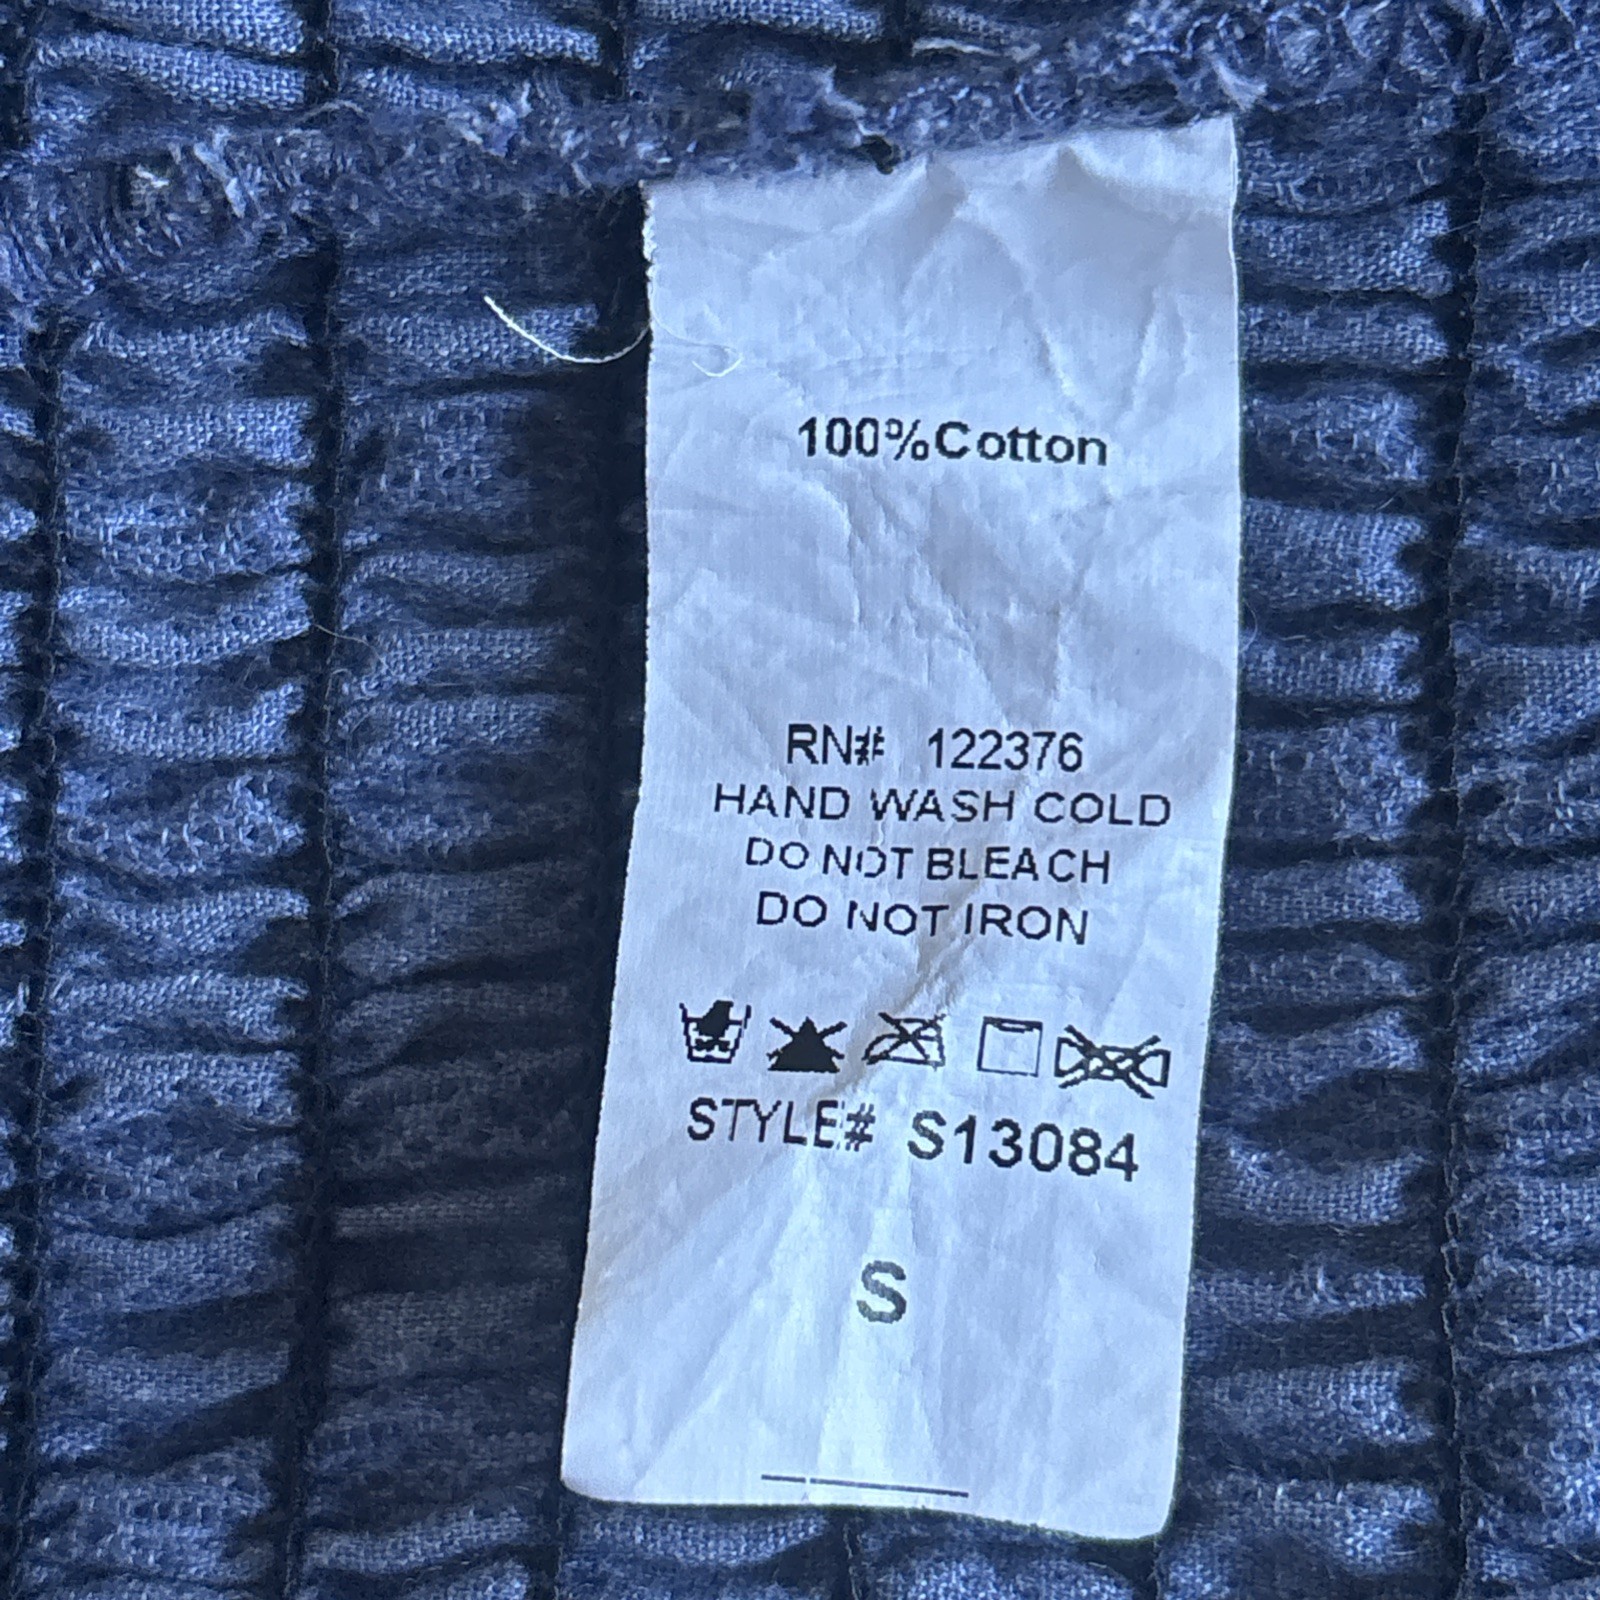 100%Cotton
RN# 122376
HAND WASH COLD
DO NOT BLEACH
DO NOT IRON
STYLE# S13084
S